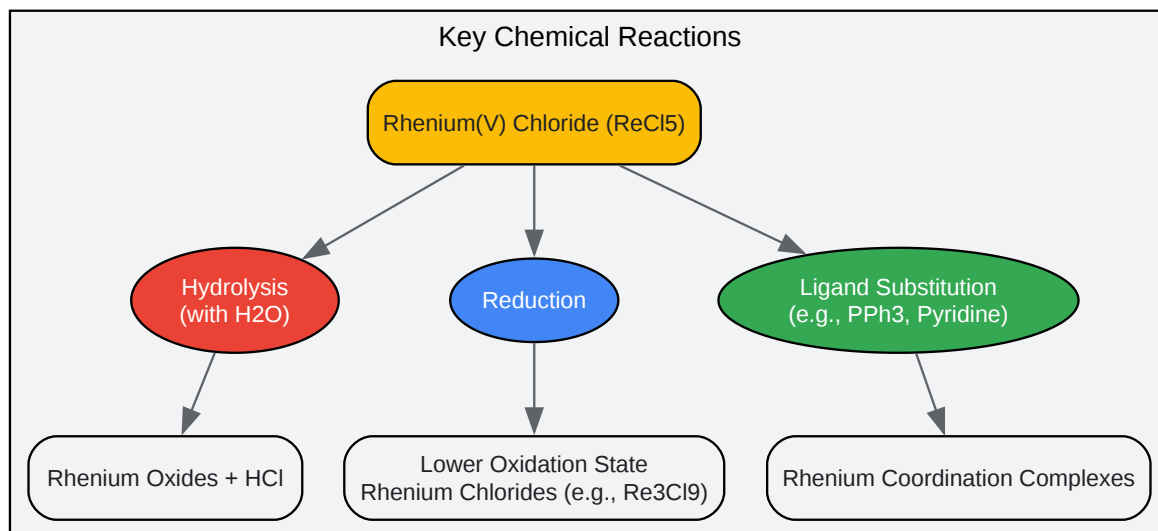 Key Chemical Reactions
Rhenium(V) Chloride (ReCl5)
Hydrolysis
(with H2O)
Reduction
Ligand Substitution
(e.g., PPh3, Pyridine)
Rhenium Oxides + HCl
Lower Oxidation State
Rhenium Chlorides (e.g., Re3Cl9)
Rhenium Coordination Complexes